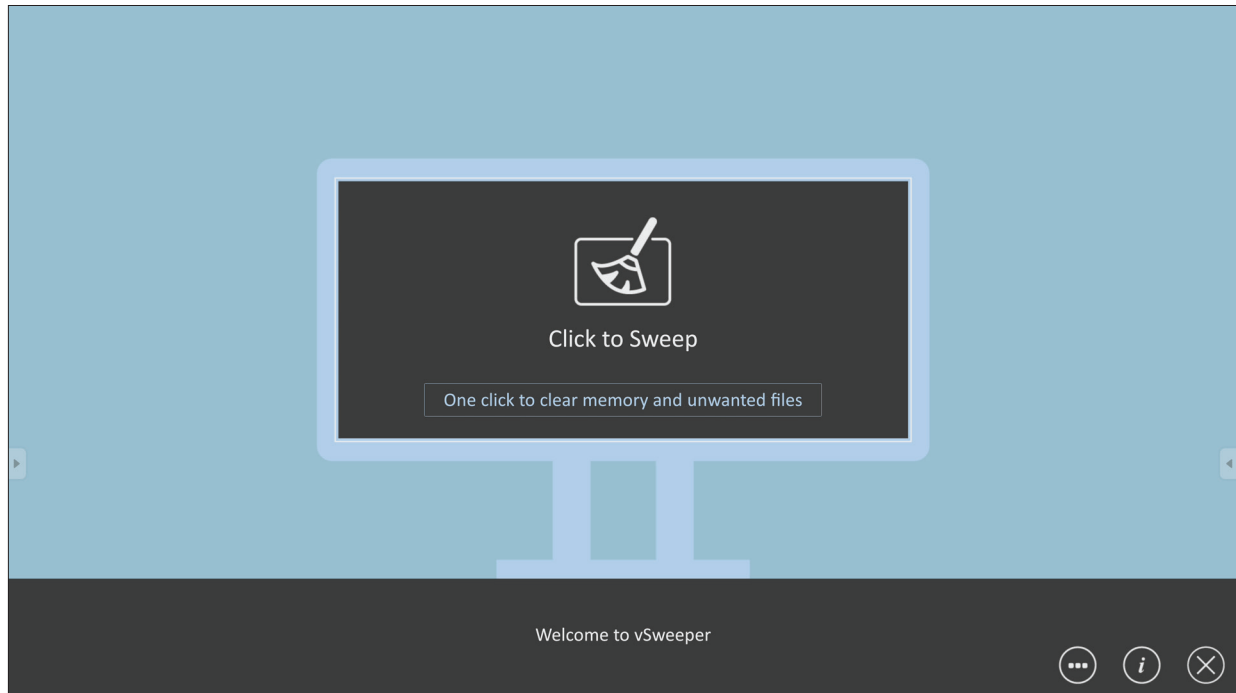 Click to Sweep
One click to clear memory and unwanted files
Welcome to vSweeper
i